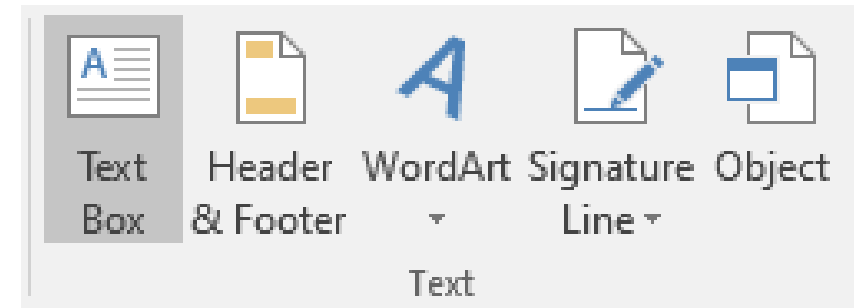 A
Text Header WordArt Signature Object
Box & Footer Line
Text